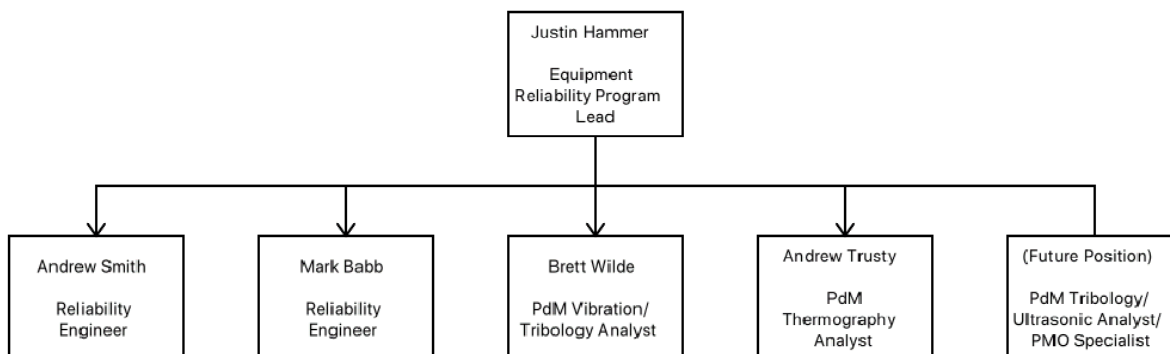 Justin Hammer
Equipment
Reliability Program
Lead
Andrew Smith
Reliability
Engineer
Mark Babb
Reliability
Engineer
Brett Wilde
PdM Vibration/
Tribology Analyst
Andrew Trusty
PdM
Thermography
Analyst
(Future Position)
PdM Tribology/
Ultrasonic Analyst/
PMO Specialist